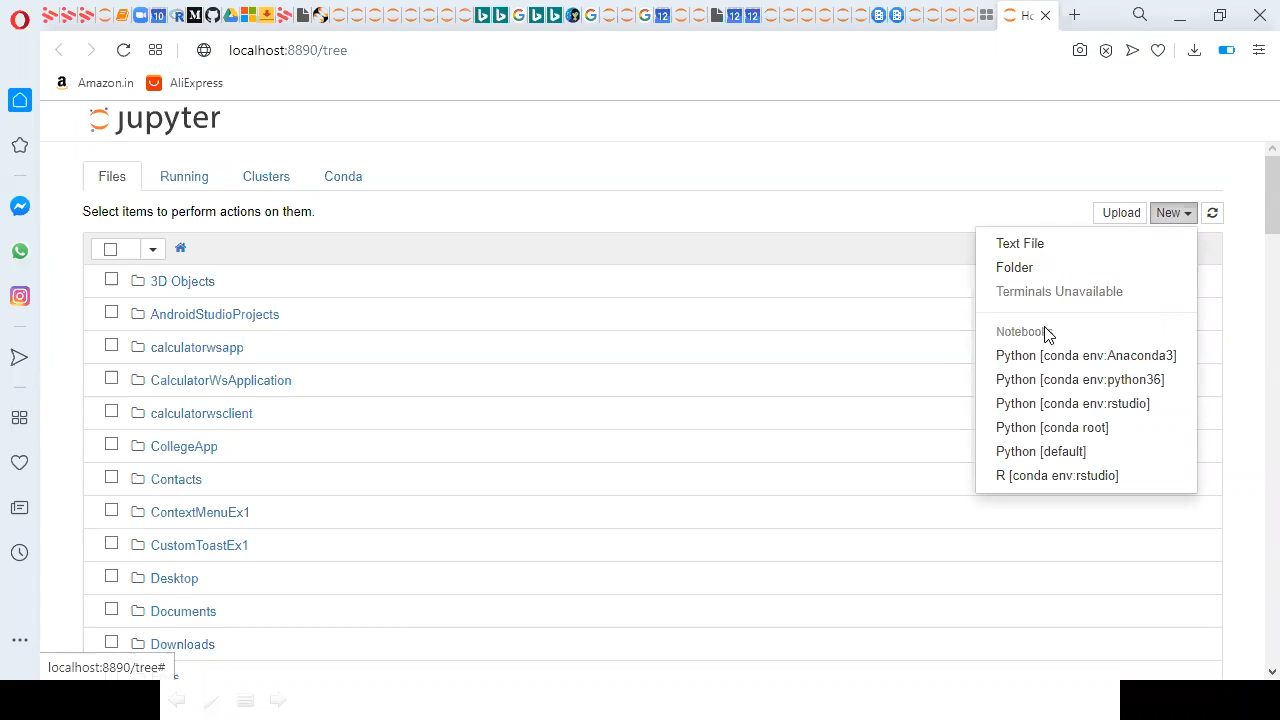 Hc
localhost:8890/tree
Amazon.in AliExpress
jupyter
Files Running Clusters Conda
Select items to perform actions on them.
Upload New
Text File
Folder
Terminals Unavailable
Python [conda env:Anaconda3]
Python [conda env:python36]
Python [conda env:rstudio]
Python [conda root]
Python [default]
R [conda env:rstudio]
3D Objects
AndroidStudioProjects
calculatorwsapp
CalculatorWsApplication
calculatorwsclient
CollegeApp
Contacts
ContextMenuEx1
CustomToastEx1
Desktop
Documents
Downloads
localhost:8890/tree#